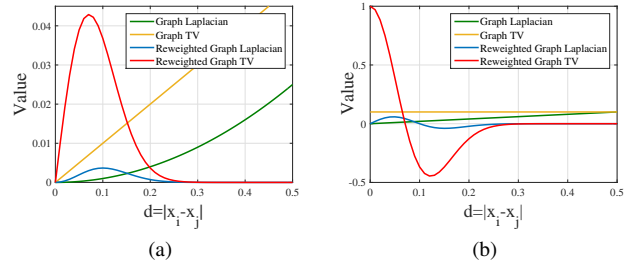 Graph Laplacian
Graph TV
Reweighted Graph Laplacian
Reweighted Graph TV
Value
0.04
0.03
0.02
0.01
0
0 0.1 0.2 0.3 0.4 0.5
d=|x_i-x_j|
(a)
Graph Laplacian
Graph TV
Reweighted Graph Laplacian
Reweighted Graph TV
Value
1
0.5
0
-0.5
0 0.1 0.2 0.3 0.4 0.5
d=|x_i-x_j|
(b)